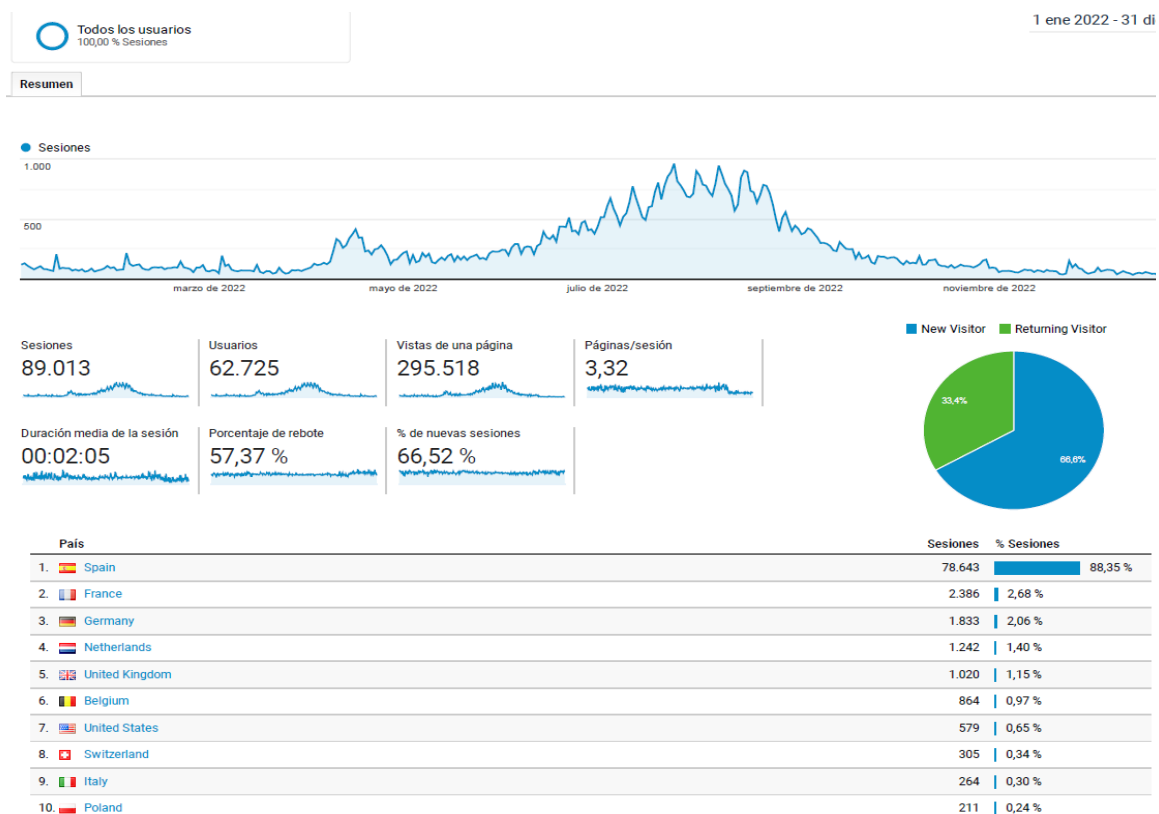 Todos los usuarios
100,00 % Sesiones
1 ene 2022 - 31 di
Resumen
Sesiones
1.000
500
marzo de 2022 mayo de 2022 julio de 2022 septiembre de 2022 noviembre de 2022
New Visitor Returning Visitor
Sesiones Usuarios Vistas de una página Páginas/sesión
89.013 62.725 295.518 3,32
33,4%
66,6%
Duración media de la sesión Porcentaje de rebote % de nuevas sesiones
00:02:05 57,37 % 66,52 %
País Sesiones % Sesiones
1. Spain 78.643 88,35 %
2. France 2.386 2,68 %
3. Germany 1.833 2,06 %
4. Netherlands 1.242 1,40 %
5. United Kingdom 1.020 1,15 %
6. Belgium 864 0,97 %
7. United States 579 0,65 %
8. Switzerland 305 0,34 %
9. Italy 264 0,30 %
10. Poland 211 0,24 %